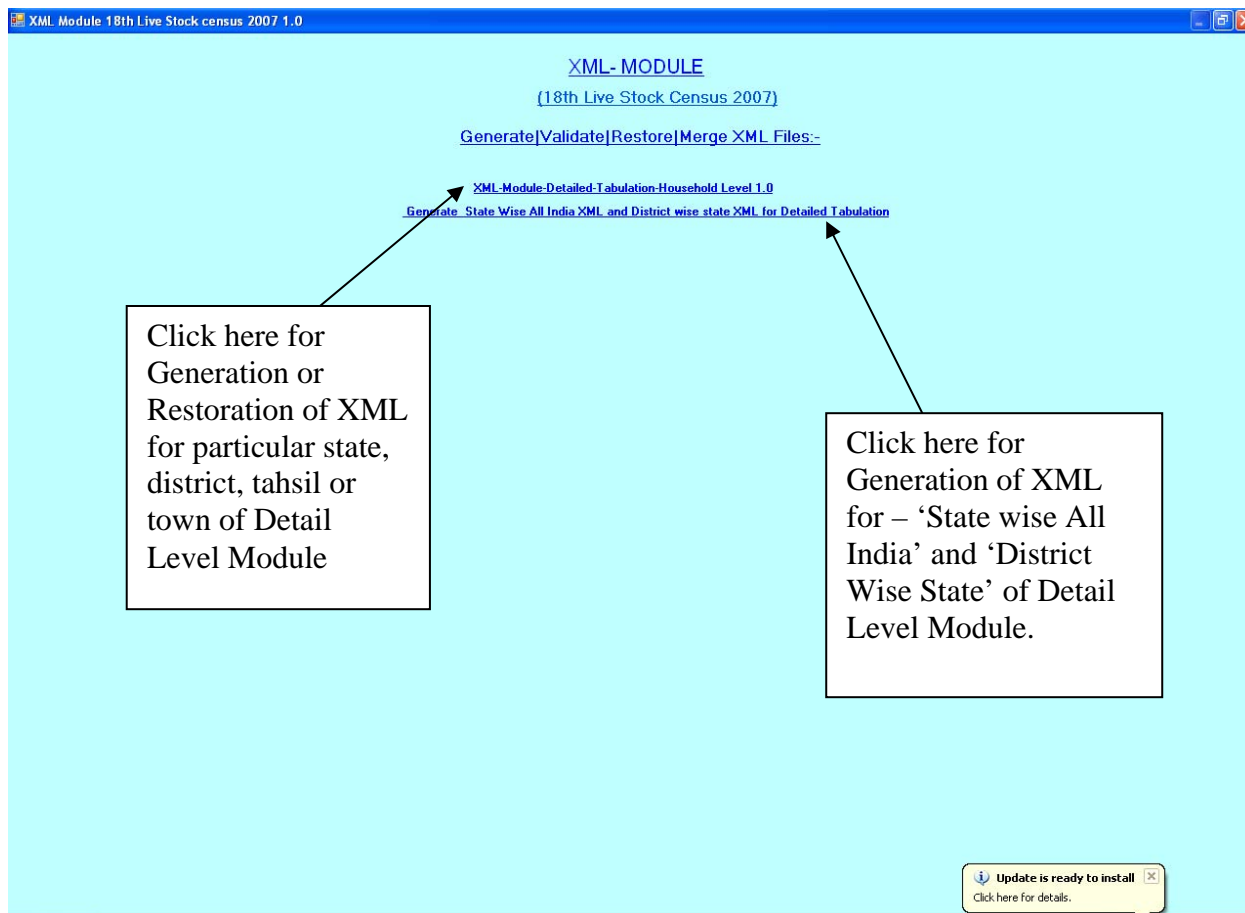 XML Module 18th Live Stock census 2007 1.0
XML- MODULE
(18th Live Stock Census 2007)
Generate|Validate|Restore|Merge XML Files:-
XML-Module-Detailed-Tabulation-Household Level 1.0
Generate State Wise All India XML and District wise state XML for Detailed Tabulation
Click here for
Generation or
Restoration of XML
for particular state,
district, tahsil or
town of Detail
Level Module
Click here for
Generation of XML
for – ‘State wise All
India’ and ‘District
Wise State’ of Detail
Level Module.
Update is ready to install
Click here for details.